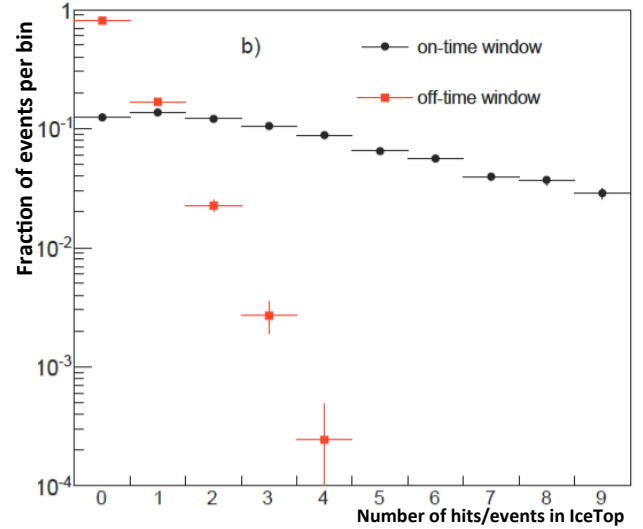 1
b)
on-time window
off-time window
10⁻¹
10⁻²
10⁻³
10⁻⁴
Fraction of events per bin
0 1 2 3 4 5 6 7 8 9
Number of hits/events in IceTop